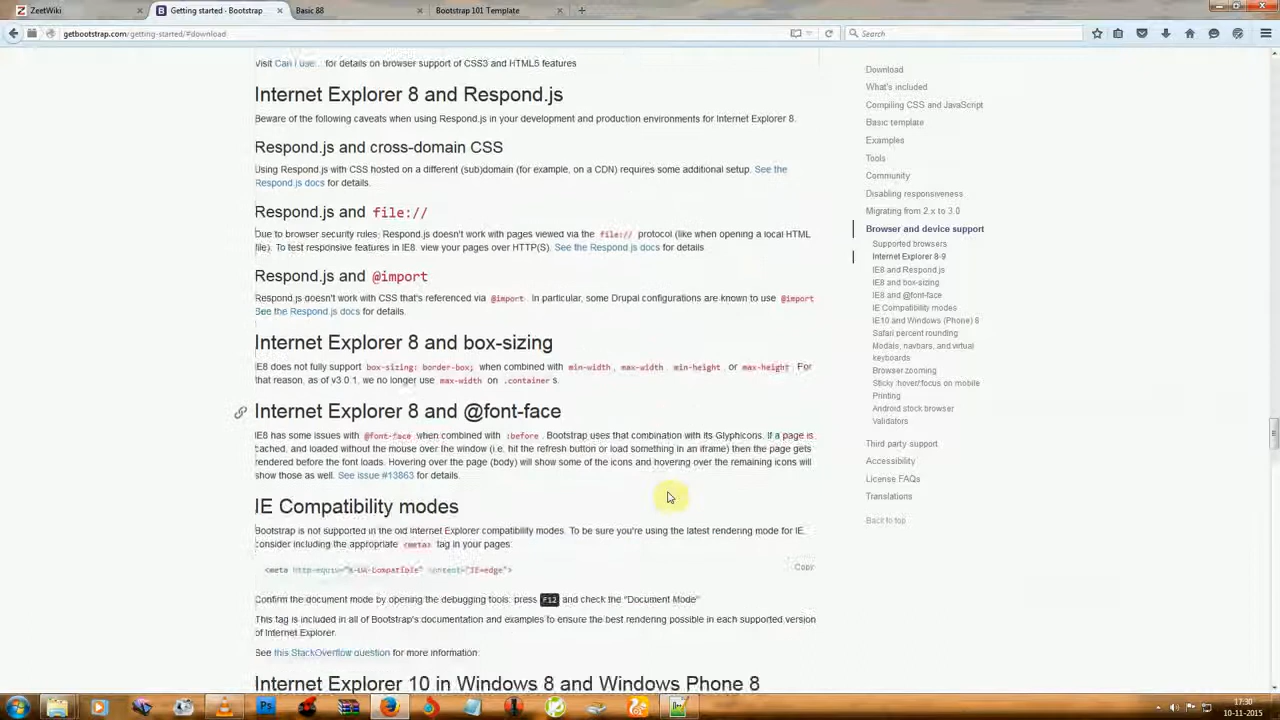 ZeetWiki
Getting started · Bootstrap
Basic 88
Bootstrap 101 Template
getbootstrap.com/getting-started/#download
Search
Visit Can I use... for details on browser support of CSS3 and HTML5 features
Internet Explorer 8 and Respond.js
Beware of the following caveats when using Respond.js in your development and production environments for Internet Explorer 8.
Respond.js and cross-domain CSS
Using Respond.js with CSS hosted on a different (sub)domain (for example, on a CDN) requires some additional setup. See the
Respond.js docs for details.
Respond.js and file://
Due to browser security rules, Respond.js doesn't work with pages viewed via the file:// protocol (like when opening a local HTML
file). To test responsive features in IE8, view your pages over HTTP(S). See the Respond.js docs for details.
Respond.js and @import
Respond.js doesn't work with CSS that's referenced via @import . In particular, some Drupal configurations are known to use @import
See the Respond.js docs for details.
Internet Explorer 8 and box-sizing
IE8 does not fully support box-sizing: border-box; when combined with min-width, max-width, min-height, or max-height. For
that reason, as of v3.0.1, we no longer use max-width on .container s.
Internet Explorer 8 and @font-face
IE8 has some issues with @font-face when combined with :before . Bootstrap uses that combination with its Glyphicons. If a page is
cached, and loaded without the mouse over the window (i.e. hit the refresh button or load something in an iframe) then the page gets
rendered before the font loads. Hovering over the page (body) will show some of the icons and hovering over the remaining icons will
show those as well. See issue #13863 for details.
IE Compatibility modes
Bootstrap is not supported in the old Internet Explorer compatibility modes. To be sure you're using the latest rendering mode for IE,
consider including the appropriate <meta> tag in your pages:
Copy
<meta http-equiv="X-UA-Compatible" content="IE=edge">
Confirm the document mode by opening the debugging tools: press F12 and check the "Document Mode"
This tag is included in all of Bootstrap's documentation and examples to ensure the best rendering possible in each supported version
of Internet Explorer.
See this StackOverflow question for more information.
Internet Explorer 10 in Windows 8 and Windows Phone 8
Download
What's included
Compiling CSS and JavaScript
Basic template
Examples
Tools
Community
Disabling responsiveness
Migrating from 2.x to 3.0
Browser and device support
Supported browsers
Internet Explorer 8-9
IE8 and Respond.js
IE8 and box-sizing
IE8 and @font-face
IE Compatibility modes
IE10 and Windows (Phone) 8
Safari percent rounding
Modals, navbars, and virtual
keyboards
Browser zooming
Sticky :hover/:focus on mobile
Printing
Android stock browser
Validators
Third party support
Accessibility
License FAQs
Translations
Back to top
Ps
17:30
10-11-2015